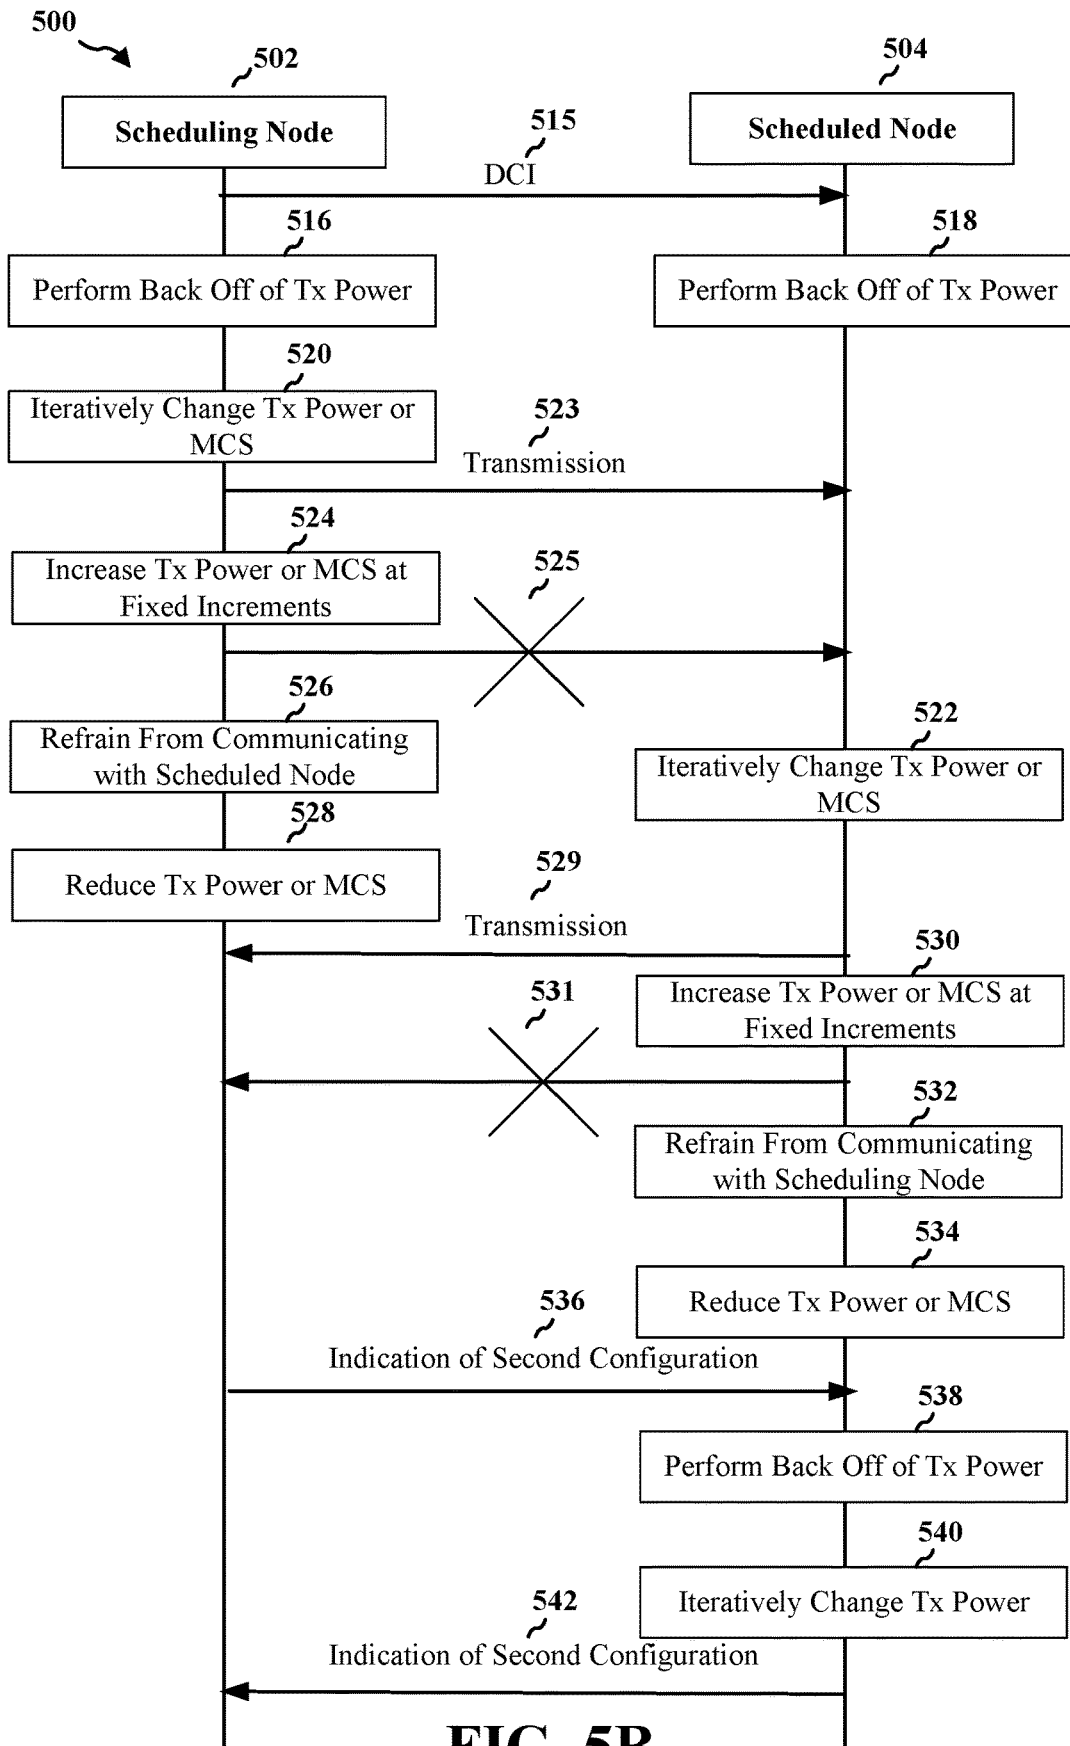 500
502
504
Scheduling Node
Scheduled Node
515
DCI
516
518
Perform Back Off of Tx Power
Perform Back Off of Tx Power
520
Iteratively Change Tx Power or
MCS
523
Transmission
524
Increase Tx Power or MCS at
Fixed Increments
525
526
Refrain From Communicating
with Scheduled Node
522
Iteratively Change Tx Power or
MCS
528
Reduce Tx Power or MCS
529
Transmission
530
Increase Tx Power or MCS at
Fixed Increments
531
532
Refrain From Communicating
with Scheduling Node
534
Reduce Tx Power or MCS
536
Indication of Second Configuration
538
Perform Back Off of Tx Power
540
Iteratively Change Tx Power
542
Indication of Second Configuration
FIG. 5B